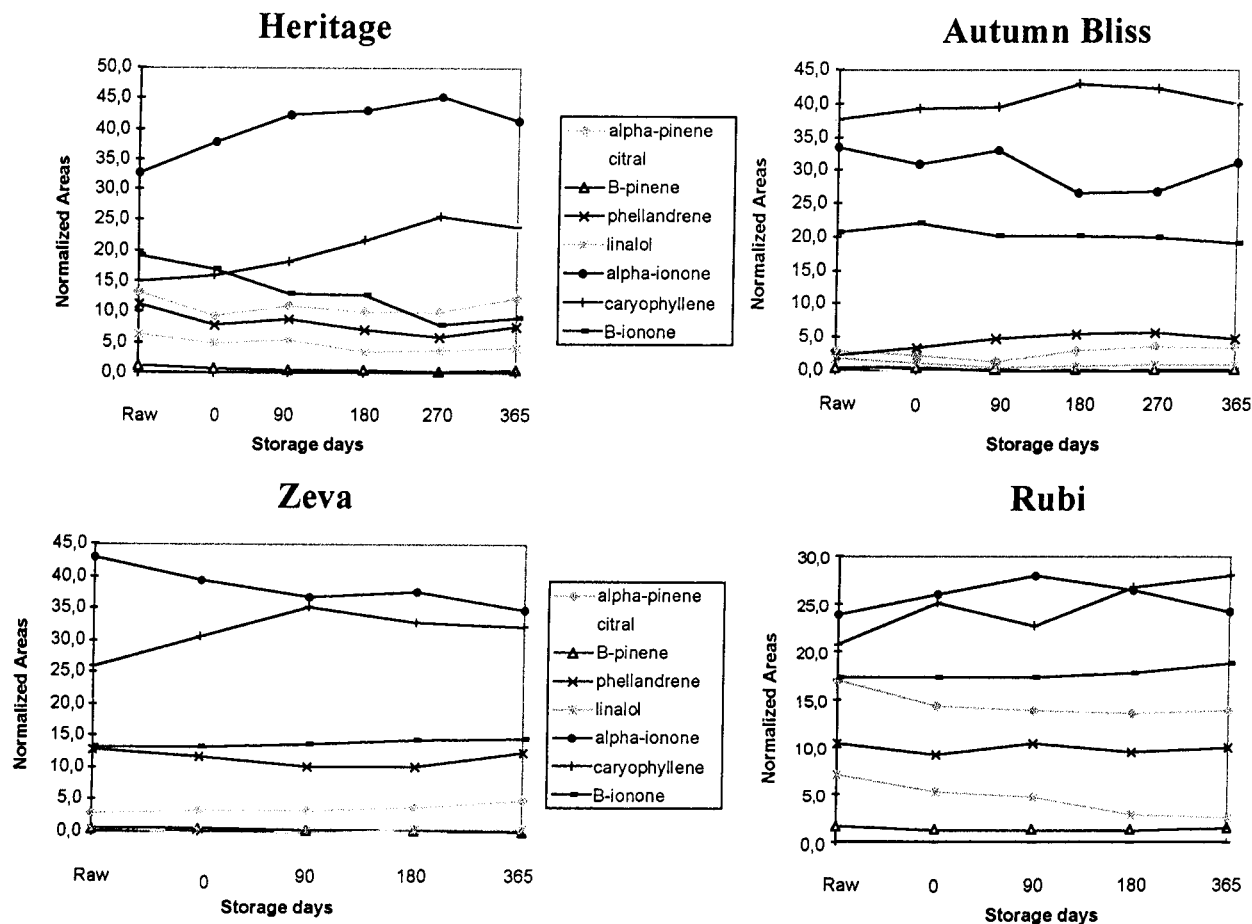 Heritage
50,0
45,0
40,0
35,0
30,0
25,0
20,0
15,0
10,0
5,0
0,0
Normalized Areas
Raw 0 90 180 270 365
Storage days
alpha-pinene
citral
B-pinene
phellandrene
linalol
alpha-ionone
caryophyllene
B-ionone
Autumn Bliss
45,0
40,0
35,0
30,0
25,0
20,0
15,0
10,0
5,0
0,0
Normalized Areas
Raw 0 90 180 270 365
Storage days
Zeva
45,0
40,0
35,0
30,0
25,0
20,0
15,0
10,0
5,0
0,0
Normalized Areas
Raw 0 90 180 365
Storage days
alpha-pinene
citral
B-pinene
phellandrene
linalol
alpha-ionone
caryophyllene
B-ionone
Rubi
30,0
25,0
20,0
15,0
10,0
5,0
0,0
Normalized Areas
Raw 0 90 180 365
Storage days